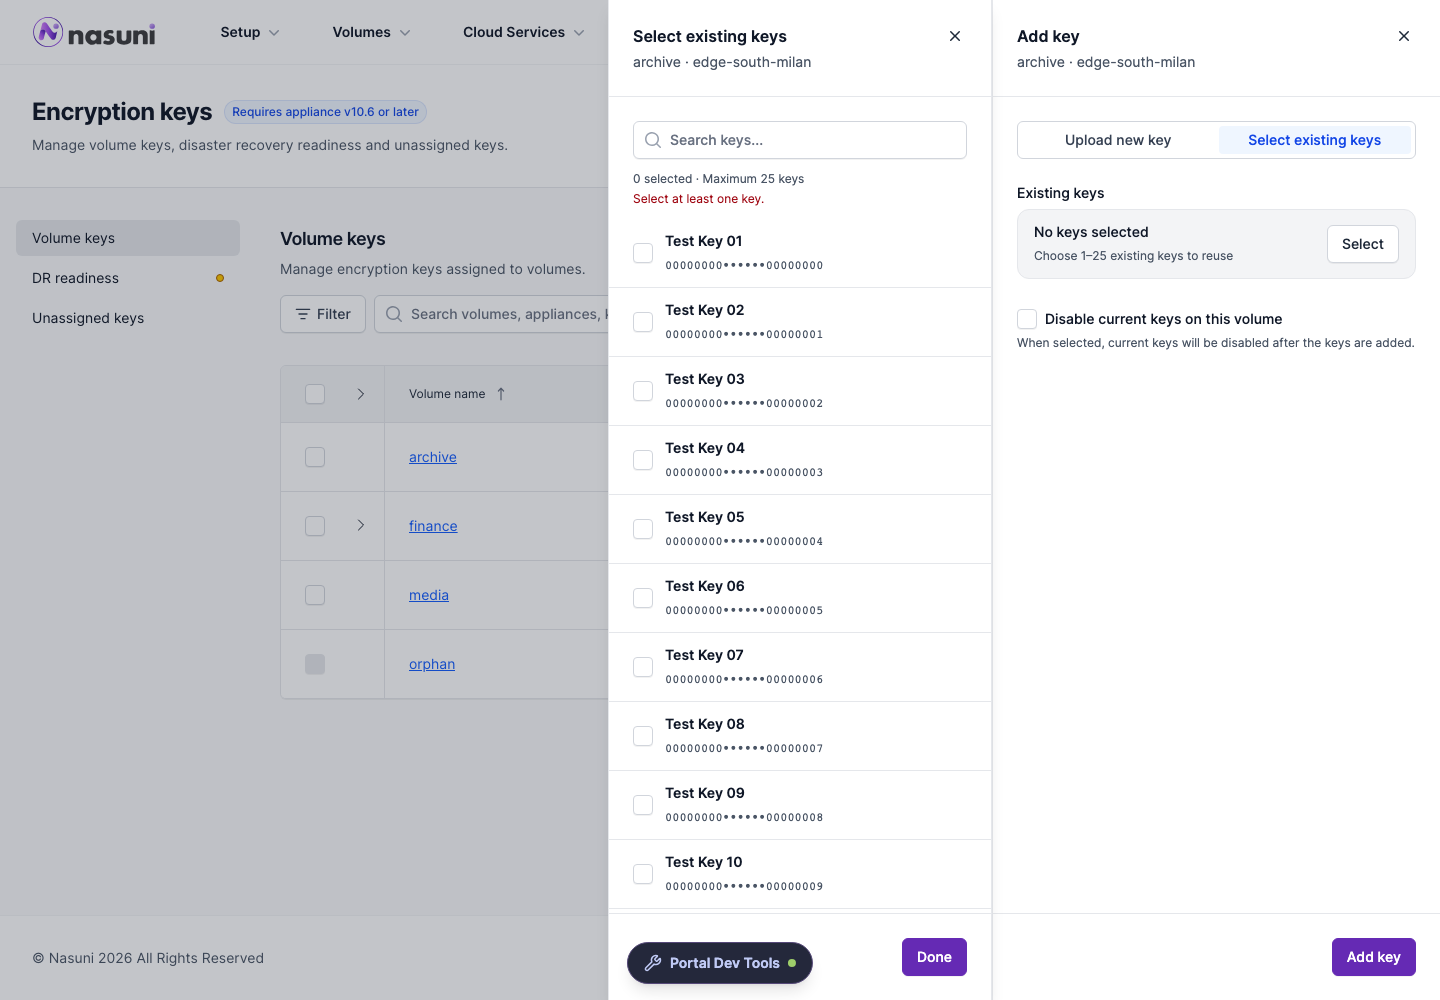 nasuni
Setup
Volumes
Cloud Services
Encryption keys
Requires appliance v10.6 or later
Manage volume keys, disaster recovery readiness and unassigned keys.
Volume keys
DR readiness
Unassigned keys
Volume keys
Manage encryption keys assigned to volumes.
Filter
Search volumes, appliances,
Volume name
archive
finance
media
orphan
© Nasuni 2026 All Rights Reserved
Select existing keys
archive · edge-south-milan
Search keys...
0 selected · Maximum 25 keys
Select at least one key.
Test Key 01
00000000••••••00000000
Test Key 02
00000000••••••00000001
Test Key 03
00000000••••••00000002
Test Key 04
00000000••••••00000003
Test Key 05
00000000••••••00000004
Test Key 06
00000000••••••00000005
Test Key 07
00000000••••••00000006
Test Key 08
00000000••••••00000007
Test Key 09
00000000••••••00000008
Test Key 10
00000000••••••00000009
Portal Dev Tools
Done
Add key
archive · edge-south-milan
Upload new key
Select existing keys
Existing keys
No keys selected
Choose 1–25 existing keys to reuse
Select
Disable current keys on this volume
When selected, current keys will be disabled after the keys are added.
Add key